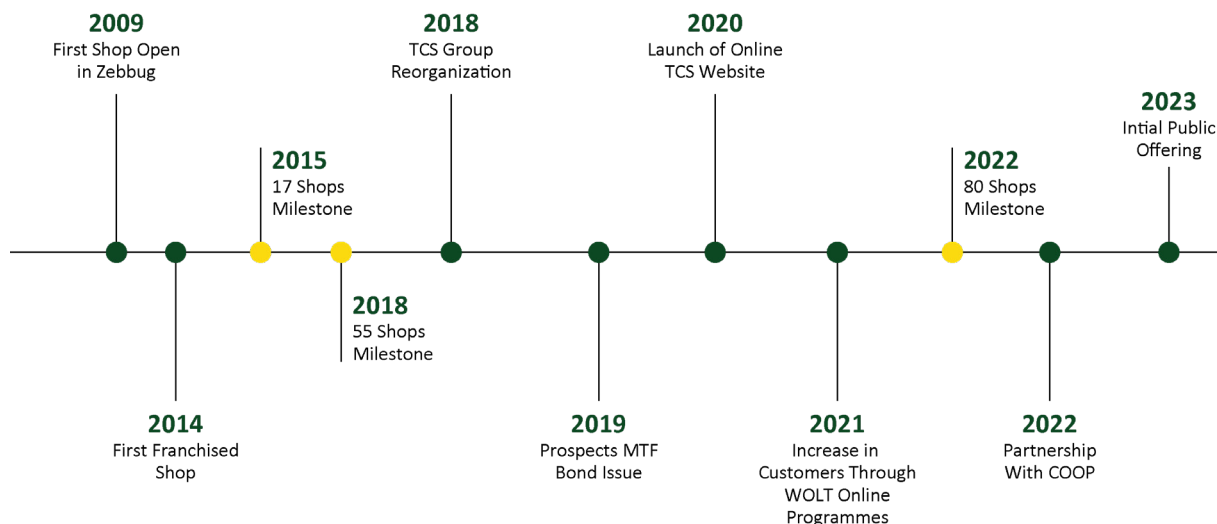 2009
First Shop Open
in Zebbug
2014
First Franchised
Shop
2015
17 Shops
Milestone
2018
55 Shops
Milestone
2018
TCS Group
Reorganization
2019
Prospects MTF
Bond Issue
2020
Launch of Online
TCS Website
2021
Increase in
Customers Through
WOLT Online
Programmes
2022
80 Shops
Milestone
2022
Partnership
With COOP
2023
Intial Public
Offering